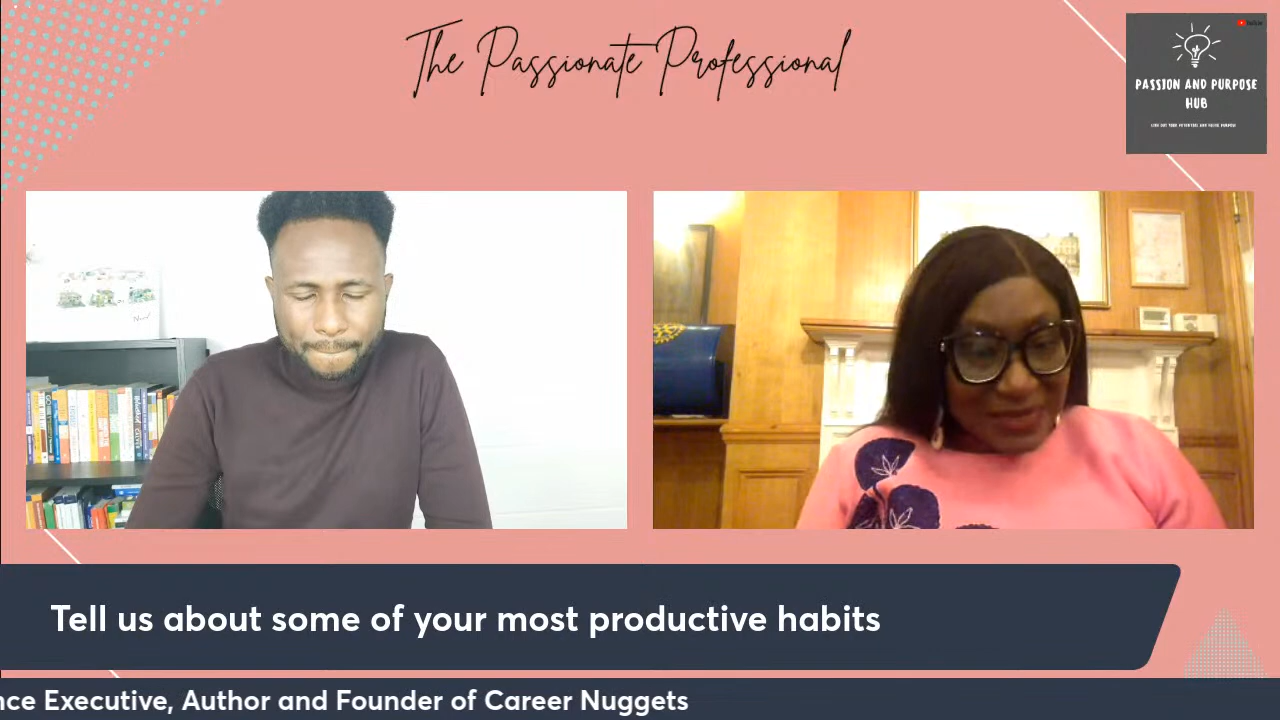 The Passionate Professional
YouTube
PASSION AND PURPOSE
HUB
Tell us about some of your most productive habits
nce Executive, Author and Founder of Career Nuggets